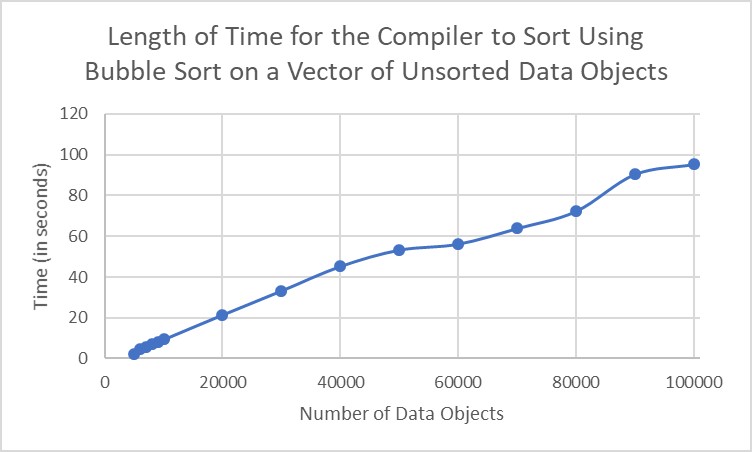 Length of Time for the Compiler to Sort Using
Bubble Sort on a Vector of Unsorted Data Objects
120
100
80
60
40
20
0
Time (in seconds)
0 20000 40000 60000 80000 100000
Number of Data Objects